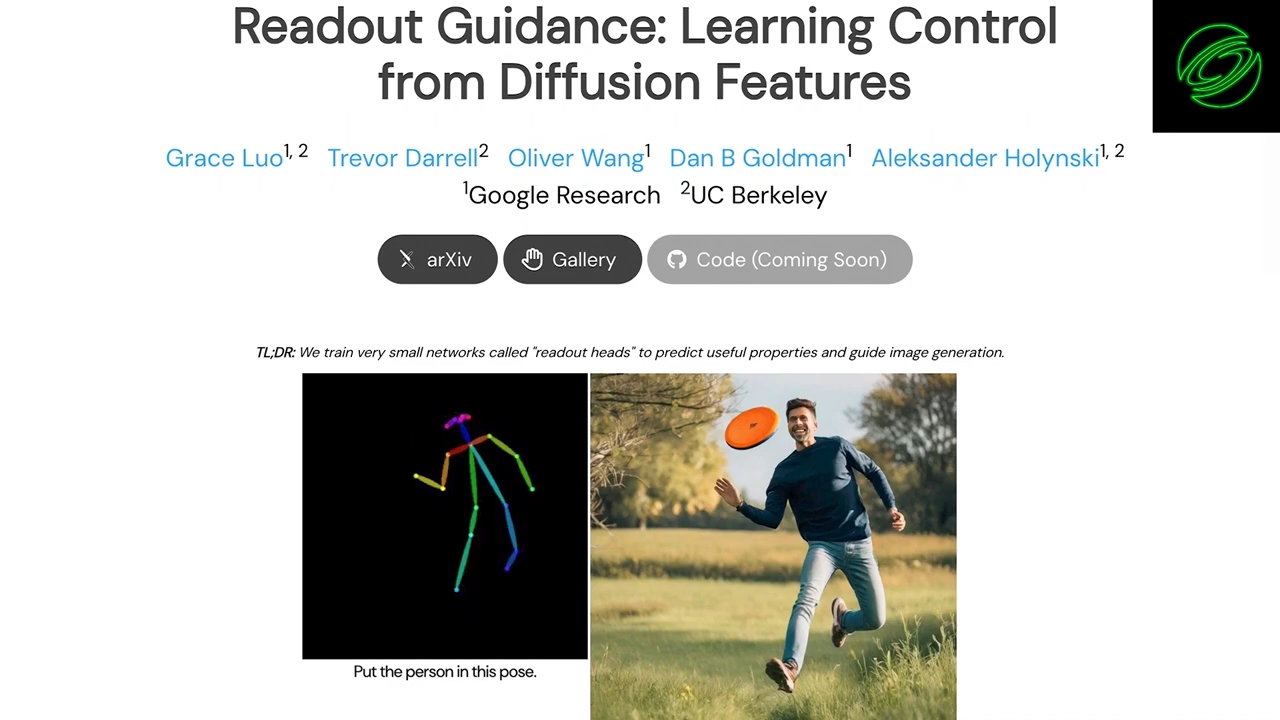 Readout Guidance: Learning Control
from Diffusion Features
Grace Luo1, 2 Trevor Darrell2 Oliver Wang1 Dan B Goldman1 Aleksander Holynski1, 2
1Google Research 2UC Berkeley
arXiv Gallery Code (Coming Soon)
TL;DR: We train very small networks called "readout heads" to predict useful properties and guide image generation.
Put the person in this pose.